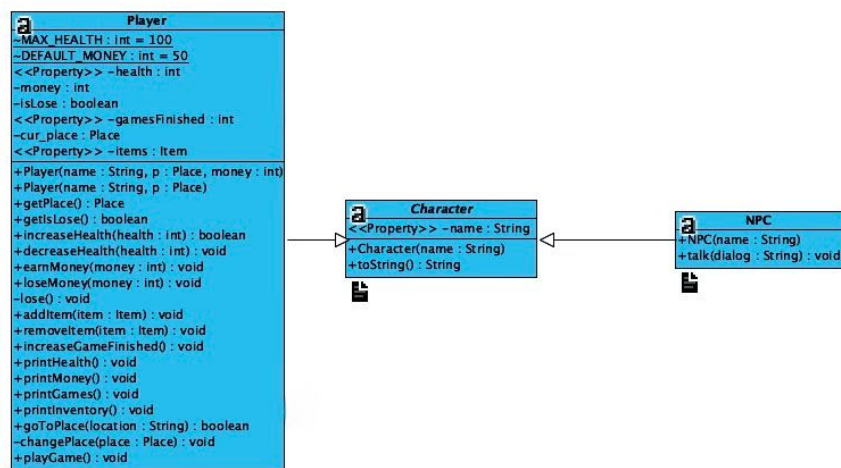 a
Player
~MAX_HEALTH : int = 100
~DEFAULT_MONEY : int = 50
<<Property>> -health : int
-money : int
-isLose : boolean
<<Property>> -gamesFinished : int
-cur_place : Place
<<Property>> -items : Item
+Player(name : String, p : Place, money : int)
+Player(name : String, p : Place)
+getPlace() : Place
+getIsLose() : boolean
+increaseHealth(health : int) : boolean
+decreaseHealth(health : int) : void
+earnMoney(money : int) : void
+loseMoney(money : int) : void
-lose() : void
+addItem(item : Item) : void
+removeItem(item : Item) : void
+increaseGameFinished() : void
+printHealth() : void
+printMoney() : void
+printGames() : void
+printInventory() : void
+goToPlace(location : String) : boolean
-changePlace(place : Place) : void
+playGame() : void
a
Character
<<Property>> -name : String
+Character(name : String)
+toString() : String
a
NPC
+NPC(name : String)
+talk(dialog : String) : void